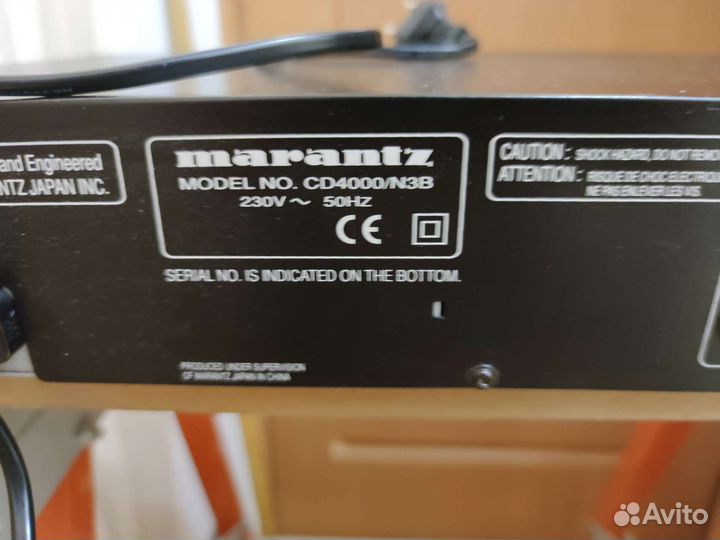 and Engineered
NTZ JAPAN INC.
marantz
MODEL NO. CD4000/N3B
230V ~ 50HZ
CE
SERIAL NO. IS INDICATED ON THE BOTTOM.
PRODUCED UNDER SUPERVISION
OF MARANTZ JAPAN IN CHINA
CAUTION: SHOCK HAZARD, DO NOT REMO
ATTENTION: RISQUE DE CHOC ELECTRIQU
NE PAS ENLEVER LES VIS
Avito